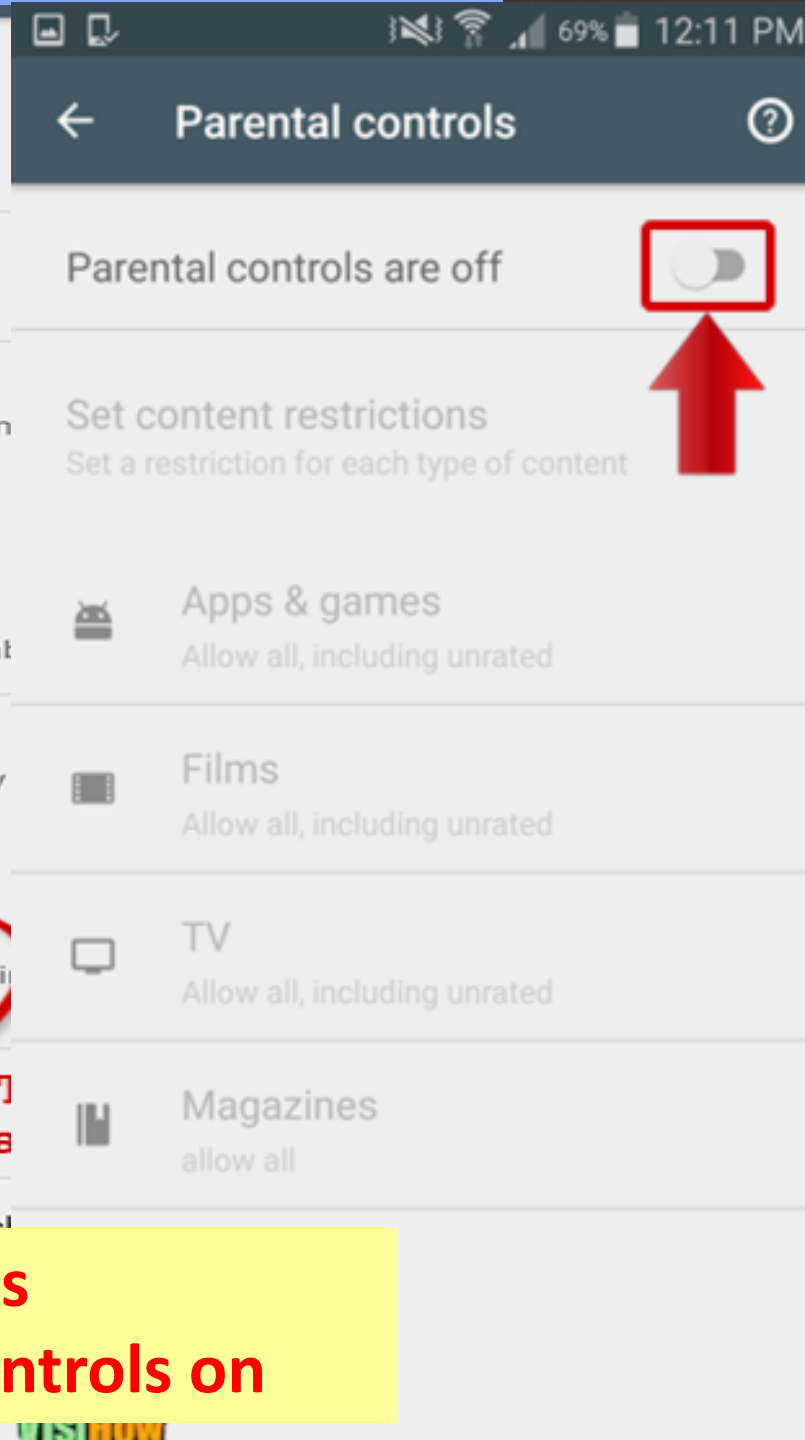 69% 12:11 PM
Parental controls
Parental controls are off
Set content restrictions
Set a restriction for each type of content
Apps & games
Allow all, including unrated
Films
Allow all, including unrated
TV
Allow all, including unrated
Magazines
allow all
s
ntrols on
VISIHOW